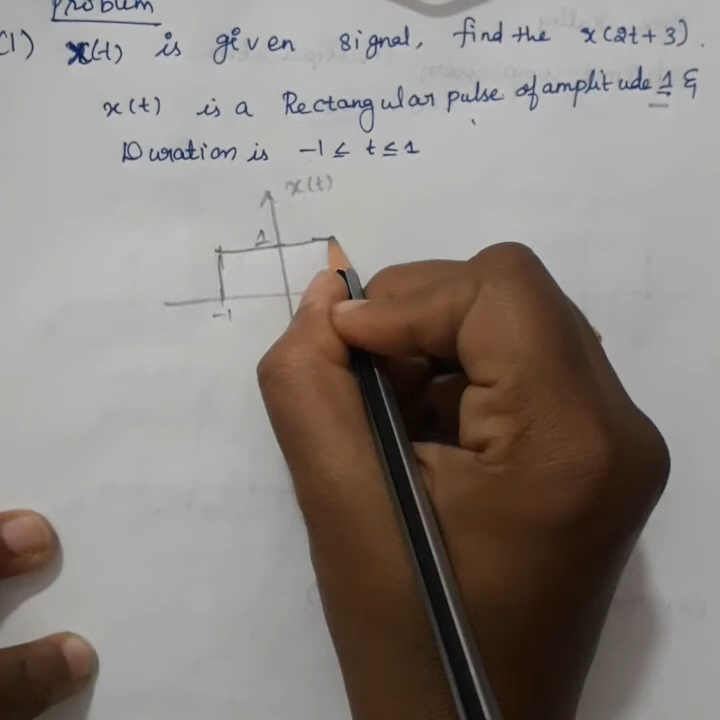 Problem
(1) x(t) is given signal, find the x(2t+3).
x(t) is a Rectangular pulse of amplitude 1 &
Duration is -1 ≤ t ≤ 1
x(t)
1
-1